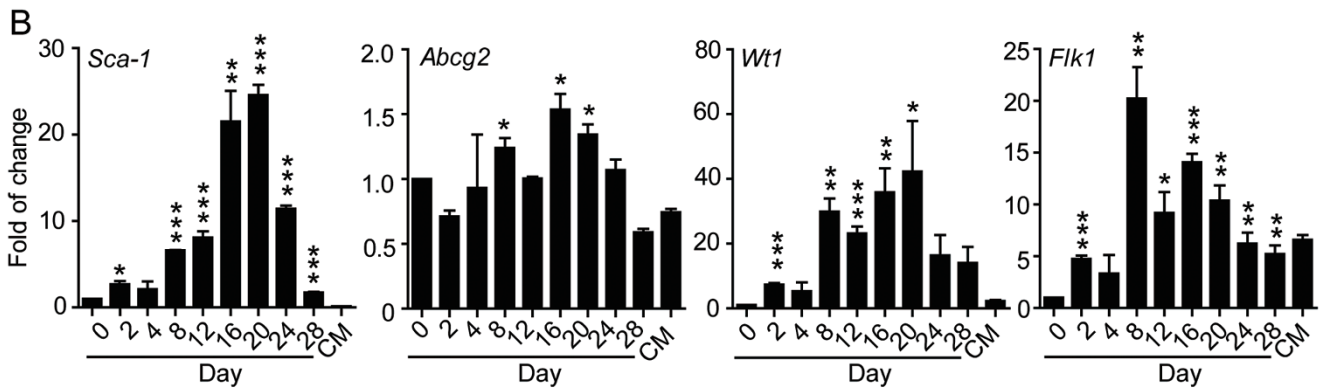 B
Sca-1
Abcg2
Wt1
Flk1
Fold of change
30
20
10
0
* *** *** ** *** *** ***
0 2 4 8 12 16 20 24 28 CM
Day
2.0
1.5
1.0
0.5
0
* * *
0 2 4 8 12 16 20 24 28 CM
Day
80
60
40
20
0
*** ** *** ** *
0 2 4 8 12 16 20 24 28 CM
Day
25
20
15
10
5
0
*** ** * *** ** ** **
0 2 4 8 12 16 20 24 28 CM
Day